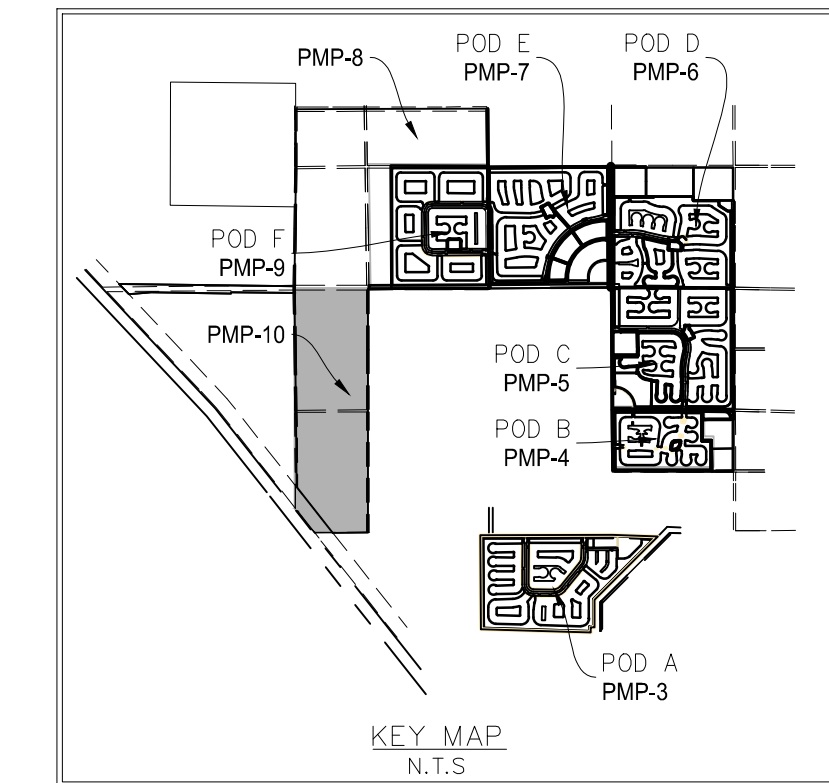 PMP-8
POD E
PMP-7
POD D
PMP-6
POD F
PMP-9
PMP-10
POD C
PMP-5
POD B
PMP-4
POD A
PMP-3
KEY MAP
N.T.S